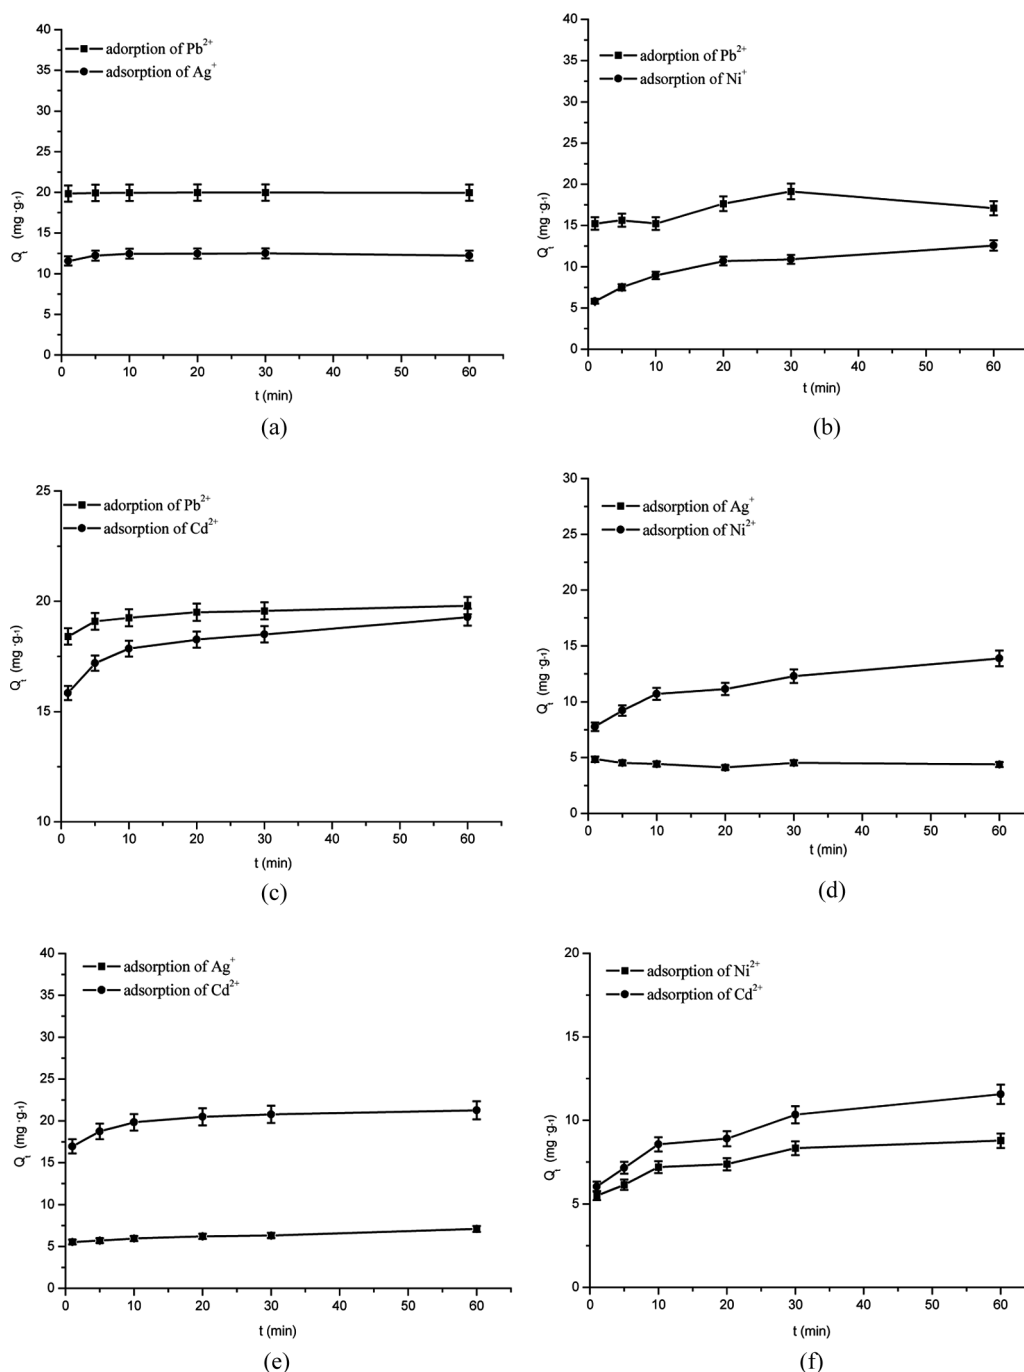 40
35
30
25
20
15
10
5
0
adorption of Pb²⁺
adsorption of Ag⁺
Qₜ (mg ·g⁻¹)
0 10 20 30 40 50 60
t (min)
(a)
40
35
30
25
20
15
10
5
0
adsorption of Pb²⁺
adsorption of Ni⁺
Qₜ (mg ·g⁻¹)
0 10 20 30 40 50 60
t (min)
(b)
25
20
15
10
adorption of Pb²⁺
adsorption of Cd²⁺
Qₜ (mg ·g⁻¹)
0 10 20 30 40 50 60
t (min)
(c)
30
25
20
15
10
5
0
adsorption of Ag⁺
adsorption of Ni²⁺
Qₜ (mg ·g⁻¹)
0 10 20 30 40 50 60
t (min)
(d)
40
35
30
25
20
15
10
5
0
adsorption of Ag⁺
adsorption of Cd²⁺
Qₜ (mg ·g⁻¹)
0 10 20 30 40 50 60
t (min)
(e)
20
15
10
5
0
adsorption of Ni²⁺
adsorption of Cd²⁺
Qₜ (mg ·g⁻¹)
0 10 20 30 40 50 60
t (min)
(f)